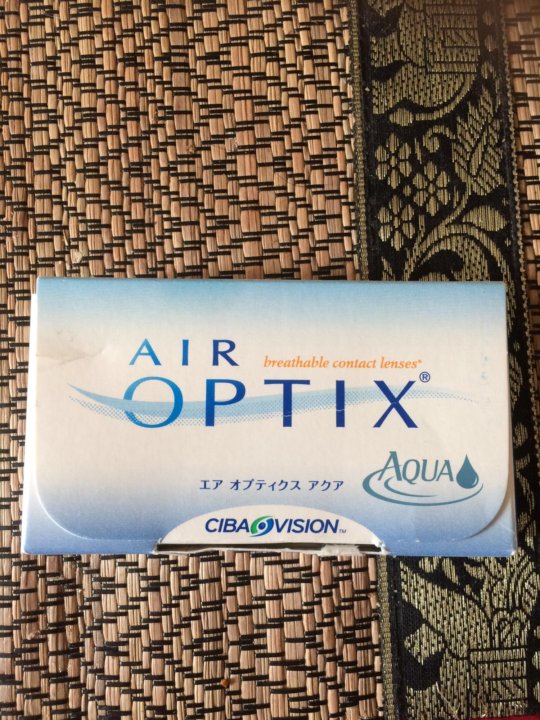 AIR
breathable contact lenses*
OPTIX®
AQUA
エア オプティクス アクア
CIBA VISION™